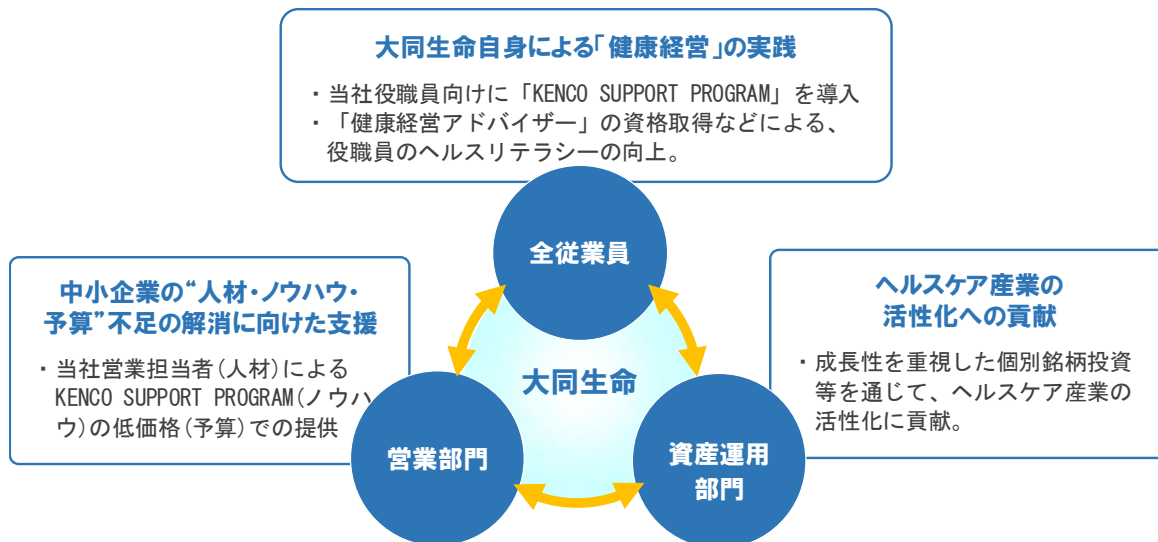 大同生命自身による「健康経営」の実践
・当社役職員向けに「KENCO SUPPORT PROGRAM」を導入
・「健康経営アドバイザー」の資格取得などによる、
役職員のヘルスリテラシーの向上。
全従業員
中小企業の“人材・ノウハウ・
予算”不足の解消に向けた支援
・当社営業担当者(人材)による
KENCO SUPPORT PROGRAM(ノウハ
ウ)の低価格(予算)での提供
ヘルスケア産業の
活性化への貢献
・成長性を重視した個別銘柄投資
等を通じて、ヘルスケア産業の
活性化に貢献。
大同生命
営業部門
資産運用
部門